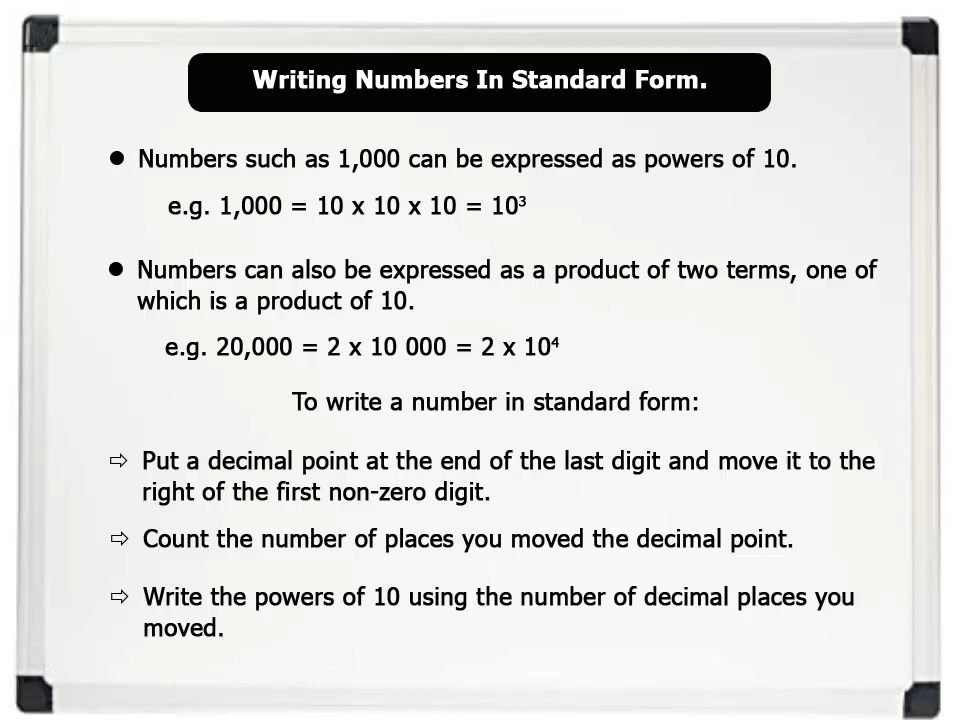 Writing Numbers In Standard Form.
● Numbers such as 1,000 can be expressed as powers of 10.
e.g. 1,000 = 10 x 10 x 10 = 10³
● Numbers can also be expressed as a product of two terms, one of
which is a product of 10.
e.g. 20,000 = 2 x 10 000 = 2 x 10⁴
To write a number in standard form:
⇨ Put a decimal point at the end of the last digit and move it to the
right of the first non-zero digit.
⇨ Count the number of places you moved the decimal point.
⇨ Write the powers of 10 using the number of decimal places you
moved.